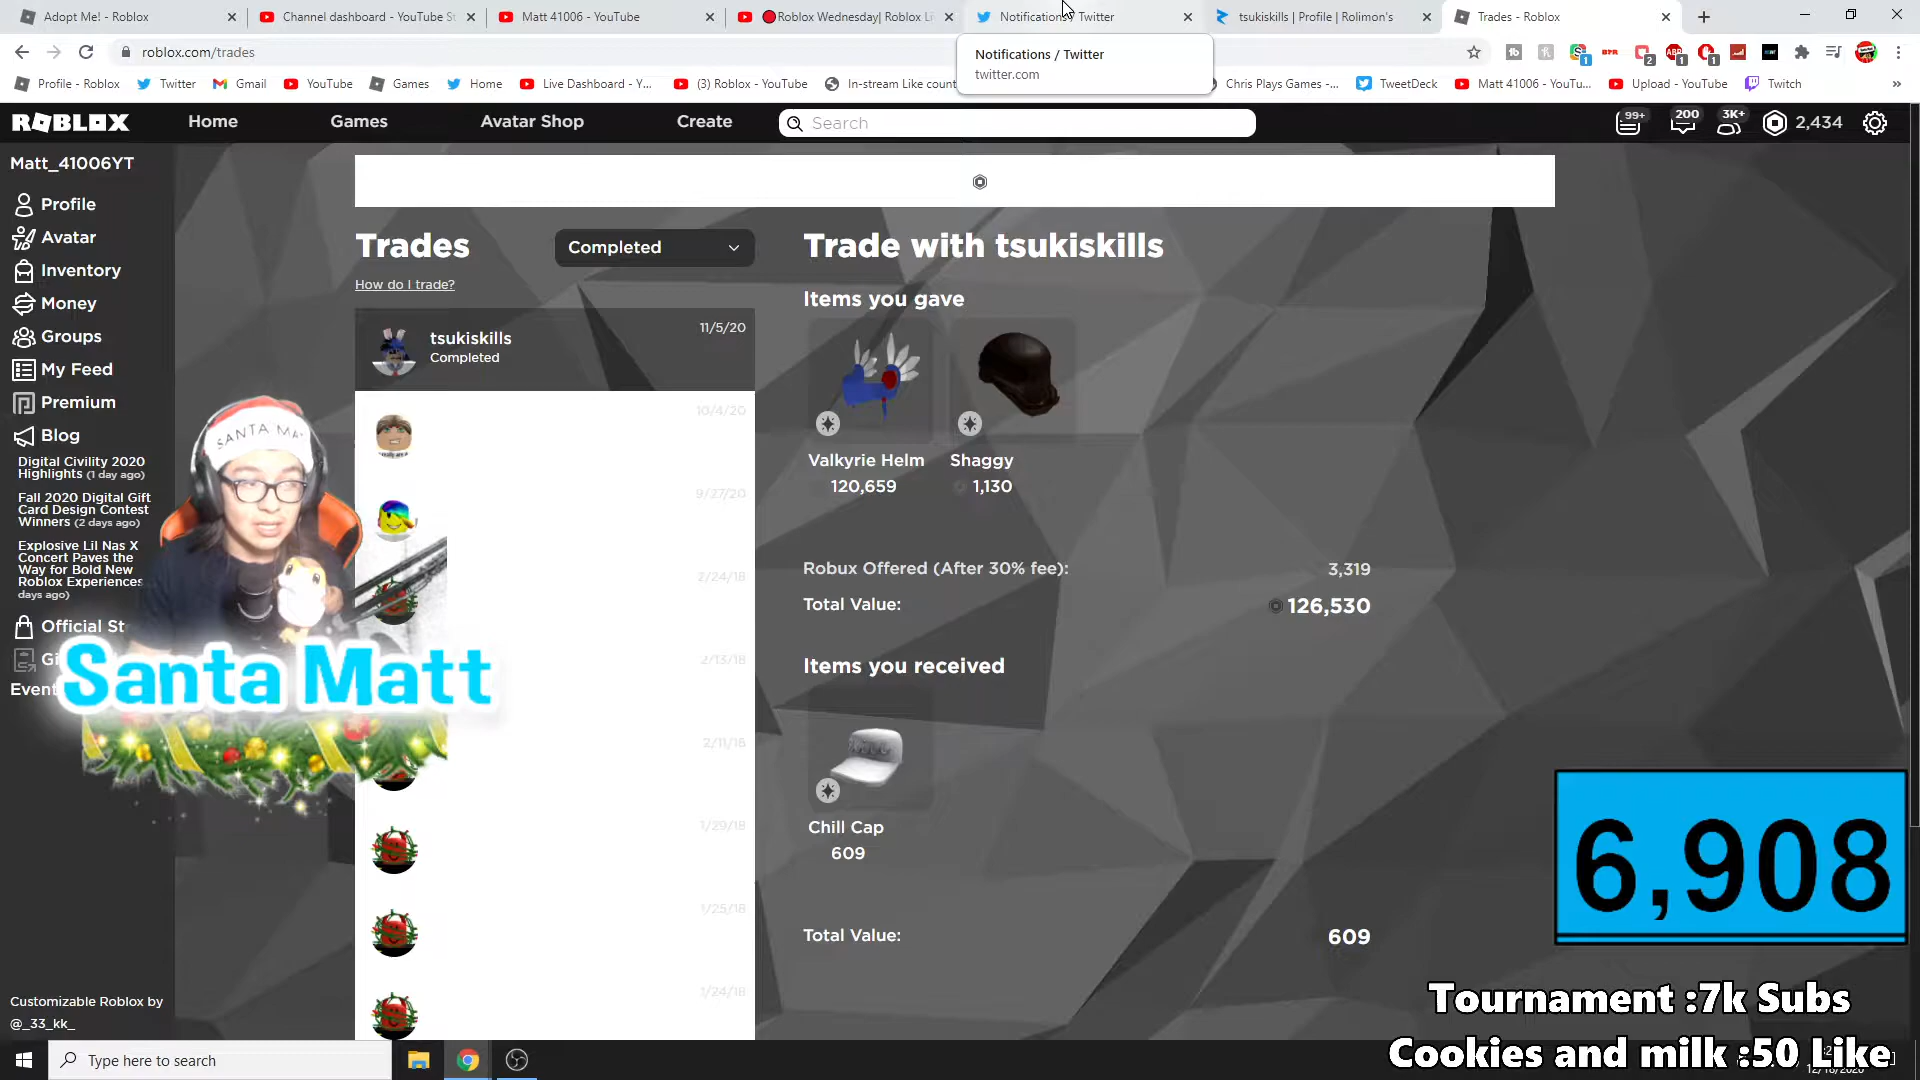 Adopt Me! - Roblox
Channel dashboard - YouTube St
Matt 41006 - YouTube
Roblox Wednesday| Roblox Li
Notifications / Twitter
tsukiskills | Profile | Rolimon's
Trades - Roblox
roblox.com/trades
Notifications / Twitter
twitter.com
Profile - Roblox
Twitter
Gmail
YouTube
Games
Home
Live Dashboard - Y...
(3) Roblox - YouTube
In-stream Like count
Chris Plays Games -...
TweetDeck
Matt 41006 - YouTu...
Upload - YouTube
Twitch
ROBLOX
Home
Games
Avatar Shop
Create
Search
99+
200
3K+
2,434
Matt_41006YT
Profile
Avatar
Inventory
Money
Groups
My Feed
Premium
Blog
Digital Civility 2020
Highlights (1 day ago)
Fall 2020 Digital Gift
Card Design Contest
Winners (2 days ago)
Explosive Lil Nas X
Concert Paves the
Way for Bold New
Roblox Experiences
days ago)
Official St
Gi
Event
Customizable Roblox by
@_33_kk_
SANTA MA
Santa Matt
Trades
Completed
How do I trade?
tsukiskills
Completed
11/5/20
10/4/20
9/27/20
2/24/18
2/13/18
2/11/18
1/29/18
1/25/18
1/24/18
Trade with tsukiskills
Items you gave
Valkyrie Helm
120,659
Shaggy
1,130
Robux Offered (After 30% fee):
3,319
Total Value:
126,530
Items you received
Chill Cap
609
Total Value:
609
6,908
Tournament :7k Subs
Cookies and milk :50 Like
Type here to search